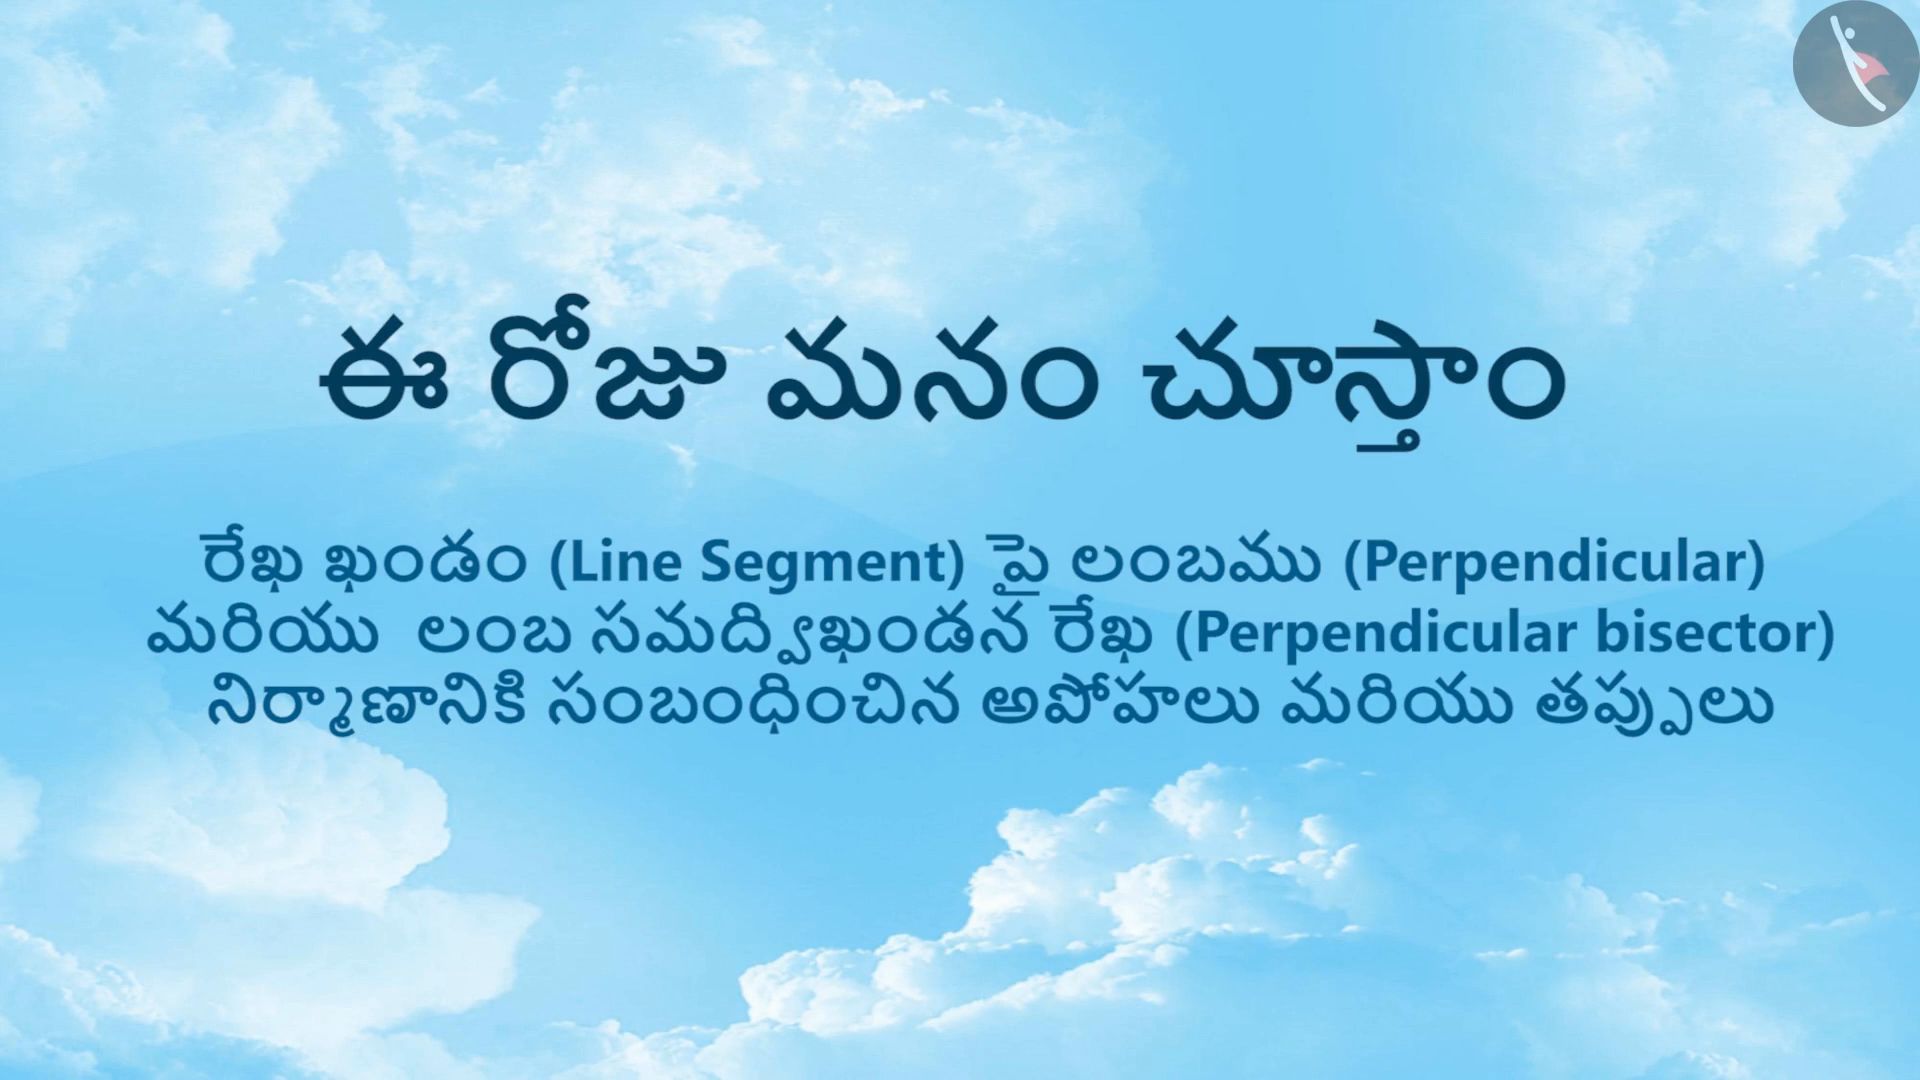 ఈ రోజు మనం చూస్తాం
రేఖ ఖండం (Line Segment) పై లంబము (Perpendicular)
మరియు లంబ సమద్విఖండన రేఖ (Perpendicular bisector)
నిర్మాణానికి సంబంధించిన అపోహలు మరియు తప్పులు